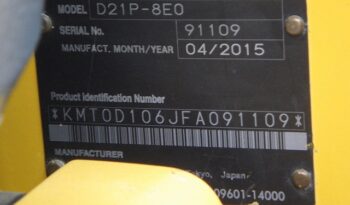 MODEL D21P-8E0
SERIAL NO. 91109
MANUFACT. MONTH/YEAR 04/2015
Product Identification Number
*KMT0D106JFA091109*
MANUFACTURER
Tokyo, Japan
09601-14000